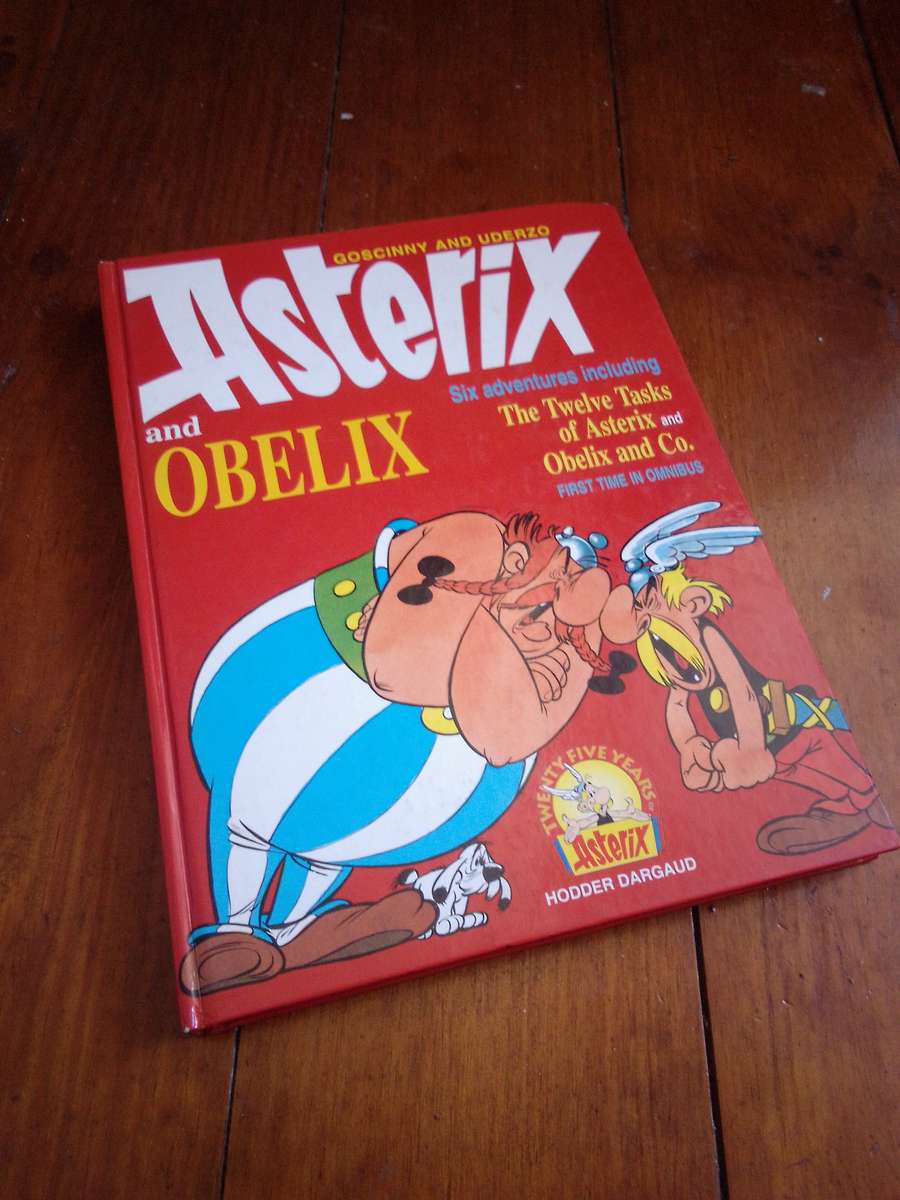 GOSCINNY AND UDERZO
Asterix
and
OBELIX
Six adventures including
The Twelve Tasks
of Asterix and
Obelix and Co.
FIRST TIME IN OMNIBUS
TWENTY FIVE YEARS OF
Asterix
HODDER DARGAUD